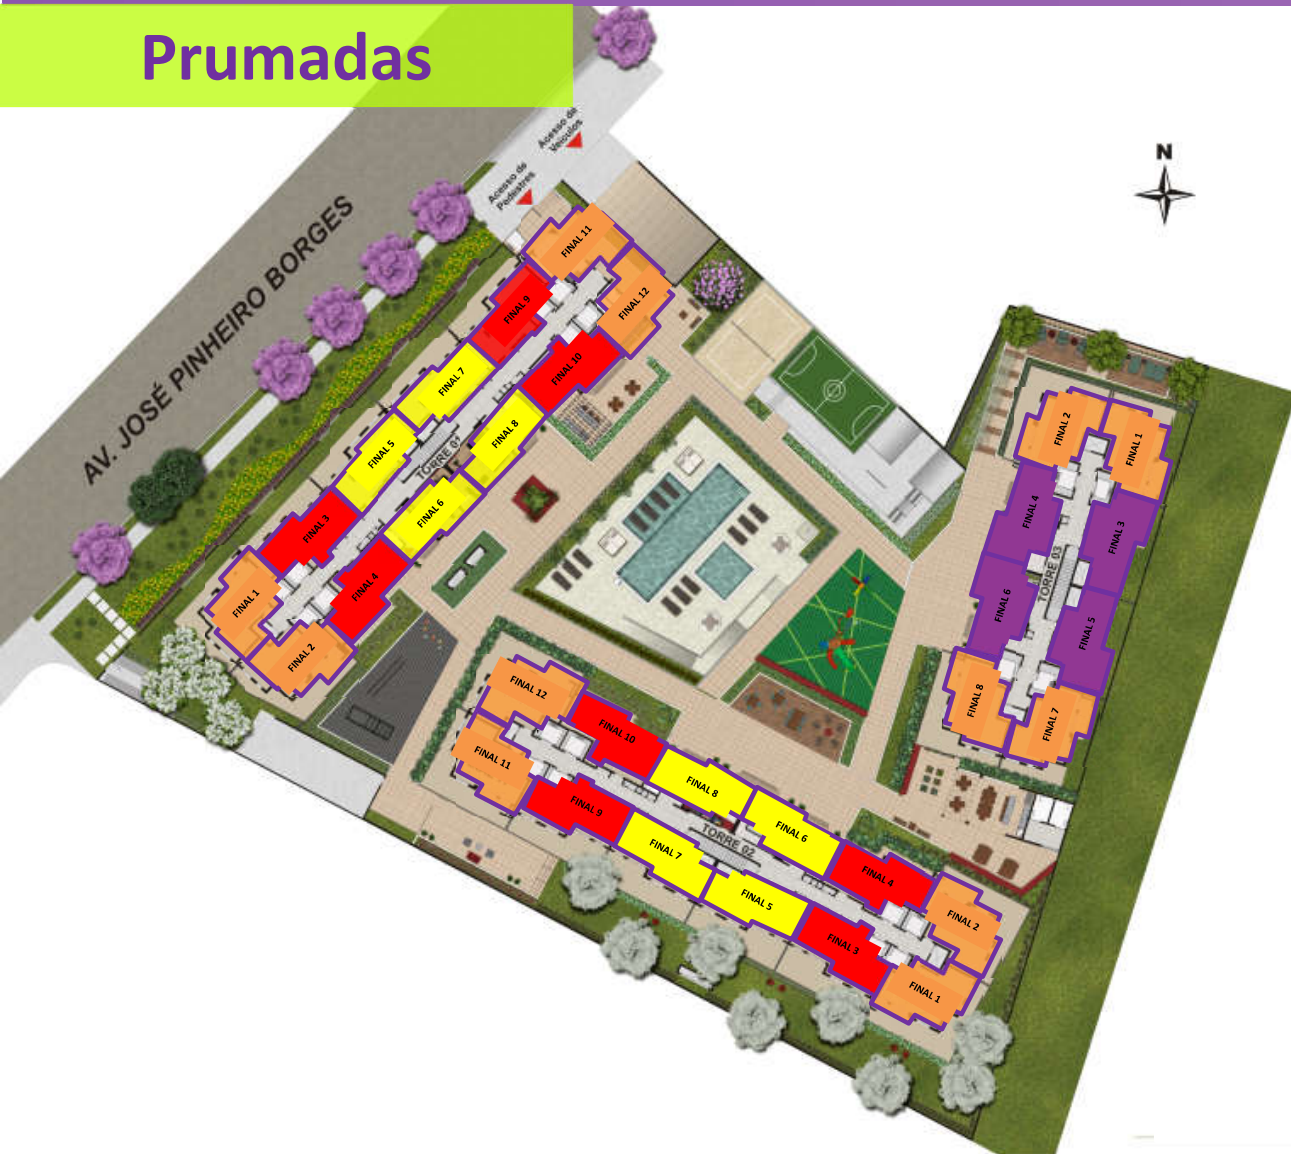 Prumadas
Acesso de
Veículos
Acesso de
Pedestres
N
AV. JOSÉ PINHEIRO BORGES
FINAL 11
FINAL 12
FINAL 9
FINAL 10
FINAL 7
FINAL 8
FINAL 5
TORRE 01
FINAL 6
FINAL 3
FINAL 4
FINAL 1
FINAL 2
FINAL 2
FINAL 1
FINAL 4
FINAL 3
TORRE 03
FINAL 6
FINAL 5
FINAL 8
FINAL 7
FINAL 12
FINAL 10
FINAL 11
FINAL 8
FINAL 9
FINAL 6
TORRE 02
FINAL 7
FINAL 4
FINAL 5
FINAL 2
FINAL 3
FINAL 1